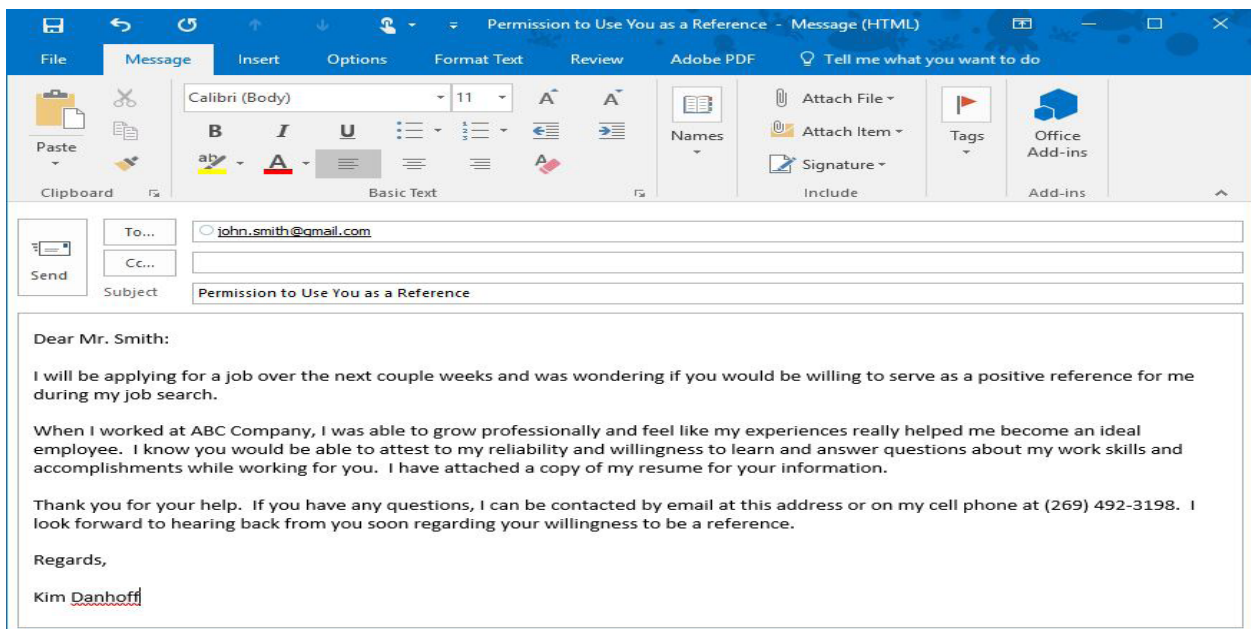 Permission to Use You as a Reference - Message (HTML)
File Message Insert Options Format Text Review Adobe PDF Tell me what you want to do
Calibri (Body) 11 A A Attach File
B I U Names Attach Item Tags Office Add-ins
Paste
ab A Signature
Clipboard Basic Text Include Add-ins
To... john.smith@gmail.com
Cc...
Send
Subject Permission to Use You as a Reference
Dear Mr. Smith:
I will be applying for a job over the next couple weeks and was wondering if you would be willing to serve as a positive reference for me
during my job search.
When I worked at ABC Company, I was able to grow professionally and feel like my experiences really helped me become an ideal
employee.  I know you would be able to attest to my reliability and willingness to learn and answer questions about my work skills and
accomplishments while working for you.  I have attached a copy of my resume for your information.
Thank you for your help.  If you have any questions, I can be contacted by email at this address or on my cell phone at (269) 492-3198.  I
look forward to hearing back from you soon regarding your willingness to be a reference.
Regards,
Kim Danhoff